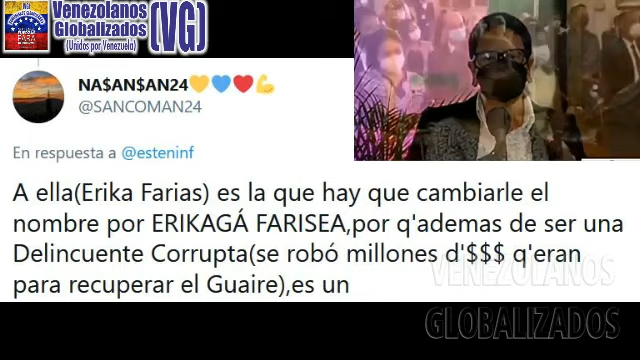 Venezolanos
Globalizados
(Unidos por Venezuela)
(VG)
NA$AN$AN24💛💙❤️💪
@SANCOMAN24
En respuesta a @esteninf
A ella(Erika Farias) es la que hay que cambiarle el
nombre por ERIKAGÁ FARISEA,por q'ademas de ser una
Delincuente Corrupta(se robó millones d'$$$ q'eran
para recuperar el Guaire),es un
VENEZOLANOS
GLOBALIZADOS